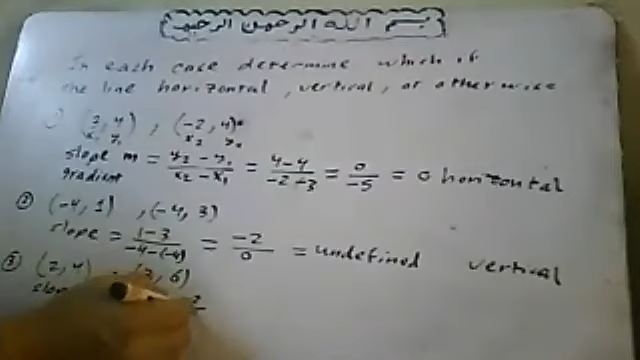 بسم الله الرحمن الرحيم
In each case determine which of
the line horizontal, vertical, or otherwise
① (3, 4) , (-2, 4)
x₁ y₁ x₂ y₂
slope m = y₂ - y₁ / x₂ - x₁ = 4-4 / -2-3 = 0 / -5 = 0 horizontal
gradient
② (-4, 1) , (-4, 3)
slope = 1-3 / -4-(-4) = -2 / 0 = undefined vertical
③ (2, 4) , 6)